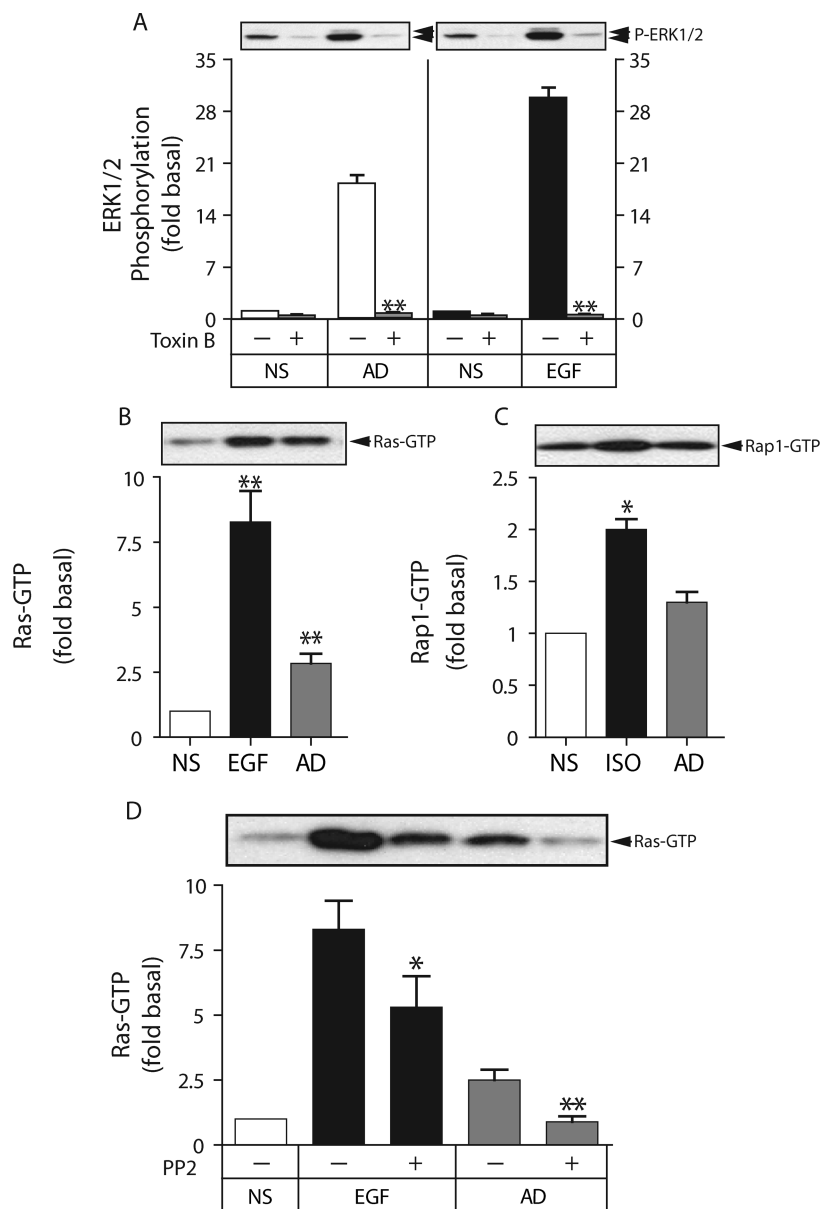 A
P-ERK1/2
ERK1/2
Phosphorylation
(fold basal)
35 35
28 28
21 21
14 14
7 7
0 0
** **
Toxin B − + − + − + − +
NS AD NS EGF
B
Ras-GTP
Ras-GTP
(fold basal)
10
7.5
5
2.5
0
** **
NS EGF AD
C
Rap1-GTP
Rap1-GTP
(fold basal)
2.5
2
1.5
1
0.5
0
*
NS ISO AD
D
Ras-GTP
Ras-GTP
(fold basal)
10
7.5
5
2.5
0
* **
PP2 − − + − +
NS EGF AD